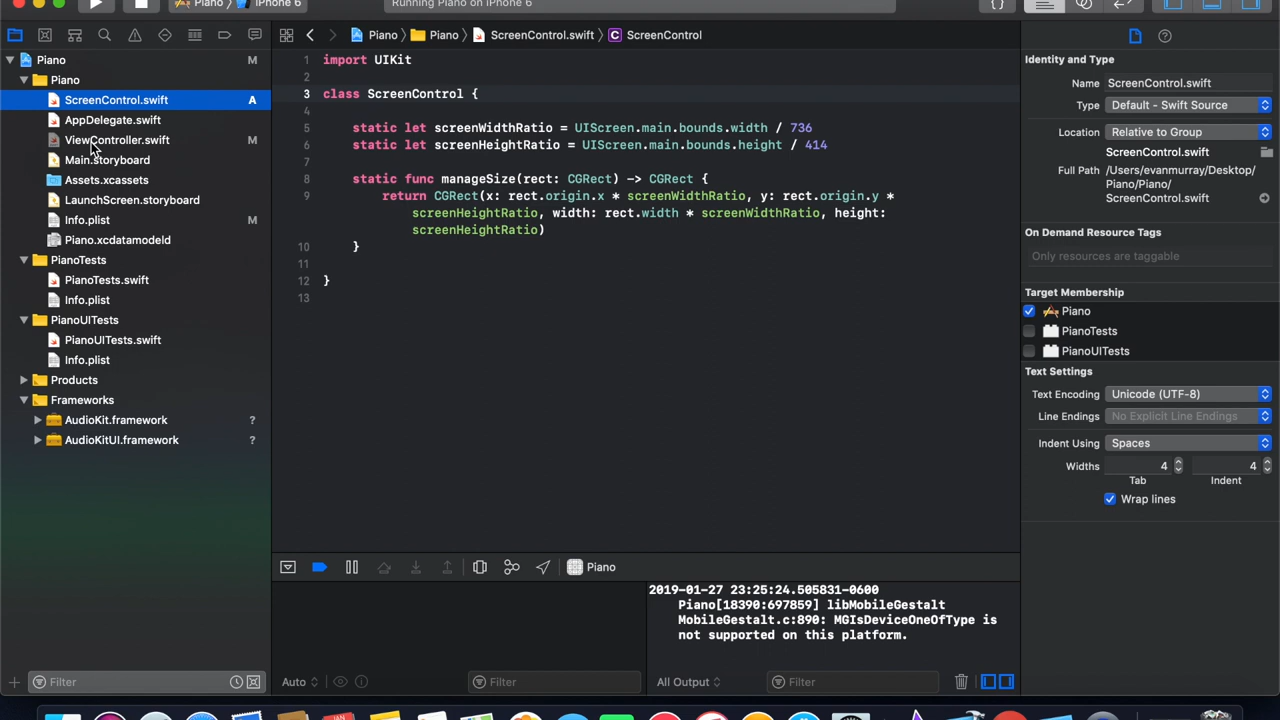 Piano
iPhone 6
Running Piano on iPhone 6
Piano
M
Piano
ScreenControl.swift
A
AppDelegate.swift
ViewController.swift
M
Main.storyboard
Assets.xcassets
LaunchScreen.storyboard
Info.plist
M
Piano.xcdatamodeld
PianoTests
PianoTests.swift
Info.plist
PianoUITests
PianoUITests.swift
Info.plist
Products
Frameworks
AudioKit.framework
?
AudioKitUI.framework
?
Filter
Piano
Piano
ScreenControl.swift
C
ScreenControl
1 import UIKit
2
3 class ScreenControl {
4
5 static let screenWidthRatio = UIScreen.main.bounds.width / 736
6 static let screenHeightRatio = UIScreen.main.bounds.height / 414
7
8 static func manageSize(rect: CGRect) -> CGRect {
9 return CGRect(x: rect.origin.x * screenWidthRatio, y: rect.origin.y *
screenHeightRatio, width: rect.width * screenWidthRatio, height:
screenHeightRatio)
10 }
11
12 }
13
Piano
Auto
Filter
2019-01-27 23:25:24.505831-0600
Piano[18390:697859] libMobileGestalt
MobileGestalt.c:890: MGIsDeviceOneOfType is
not supported on this platform.
All Output
Filter
Identity and Type
Name ScreenControl.swift
Type Default - Swift Source
Location Relative to Group
ScreenControl.swift
Full Path /Users/evanmurray/Desktop/
Piano/Piano/
ScreenControl.swift
On Demand Resource Tags
Only resources are taggable
Target Membership
Piano
PianoTests
PianoUITests
Text Settings
Text Encoding Unicode (UTF-8)
Line Endings No Explicit Line Endings
Indent Using Spaces
Widths 4 4
Tab Indent
Wrap lines